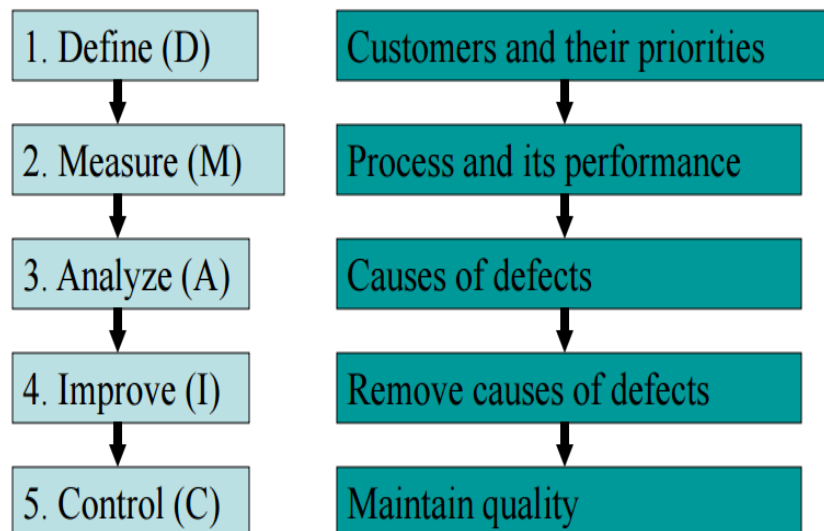 1. Define (D)
Customers and their priorities
2. Measure (M)
Process and its performance
3. Analyze (A)
Causes of defects
4. Improve (I)
Remove causes of defects
5. Control (C)
Maintain quality